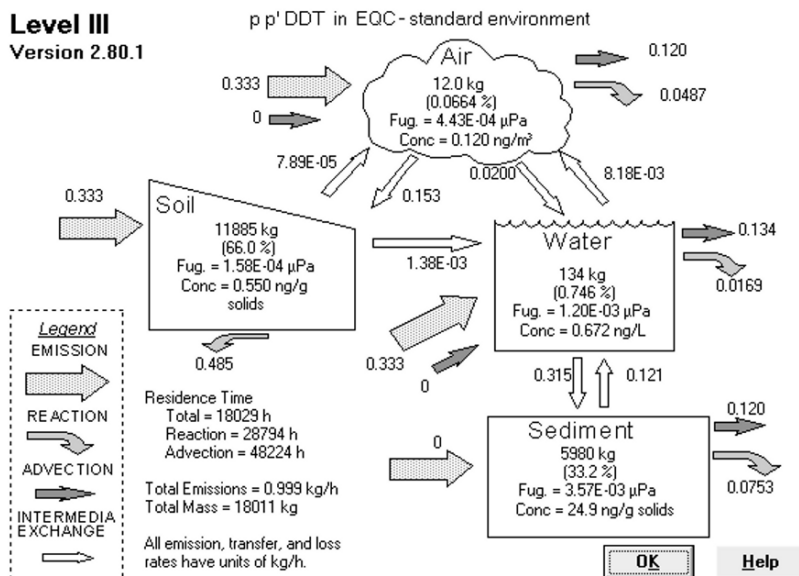 Level III
Version 2.80.1
p p' DDT in EQC - standard environment
Air
12.0 kg
(0.0664 %)
Fug. = 4.43E-04 µPa
Conc = 0.120 ng/m³
0.333
0
0.120
0.0487
7.89E-05
0.153
0.0200
8.18E-03
0.333
Soil
11885 kg
(66.0 %)
Fug. = 1.58E-04 µPa
Conc = 0.550 ng/g
solids
0.485
1.38E-03
Water
134 kg
(0.746 %)
Fug. = 1.20E-03 µPa
Conc = 0.672 ng/L
0.134
0.0169
0.333
0
0.315
0.121
Sediment
5980 kg
(33.2 %)
Fug. = 3.57E-03 µPa
Conc = 24.9 ng/g solids
0
0.120
0.0753
Legend
EMISSION
REACTION
ADVECTION
INTERMEDIA
EXCHANGE
Residence Time
Total = 18029 h
Reaction = 28794 h
Advection = 48224 h
Total Emissions = 0.999 kg/h
Total Mass = 18011 kg
All emission, transfer, and loss
rates have units of kg/h.
OK
Help